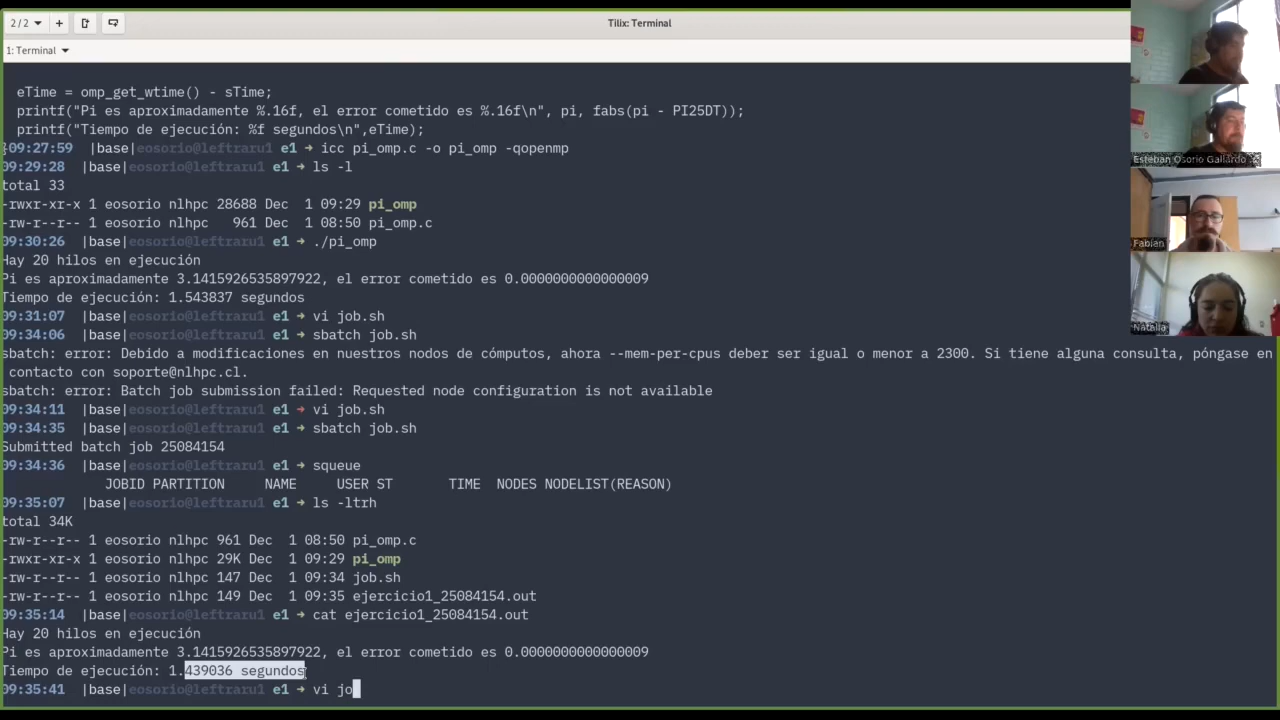 2/2
Tilix: Terminal
1: Terminal
eTime = omp_get_wtime() - sTime;
printf("Pi es aproximadamente %.16f, el error cometido es %.16f\n", pi, fabs(pi - PI25DT));
printf("Tiempo de ejecución: %f segundos\n",eTime);
}09:27:59 |base|eosorio@leftraru1 e1 → icc pi_omp.c -o pi_omp -qopenmp
09:29:28 |base|eosorio@leftraru1 e1 → ls -l
total 33
-rwxr-xr-x 1 eosorio nlhpc 28688 Dec 1 09:29 pi_omp
-rw-r--r-- 1 eosorio nlhpc 961 Dec 1 08:50 pi_omp.c
09:30:26 |base|eosorio@leftraru1 e1 → ./pi_omp
Hay 20 hilos en ejecución
Pi es aproximadamente 3.1415926535897922, el error cometido es 0.0000000000000009
Tiempo de ejecución: 1.543837 segundos
09:31:07 |base|eosorio@leftraru1 e1 → vi job.sh
09:34:06 |base|eosorio@leftraru1 e1 → sbatch job.sh
sbatch: error: Debido a modificaciones en nuestros nodos de cómputos, ahora --mem-per-cpus deber ser igual o menor a 2300. Si tiene alguna consulta, póngase en
contacto con soporte@nlhpc.cl.
sbatch: error: Batch job submission failed: Requested node configuration is not available
09:34:11 |base|eosorio@leftraru1 e1 → vi job.sh
09:34:35 |base|eosorio@leftraru1 e1 → sbatch job.sh
Submitted batch job 25084154
09:34:36 |base|eosorio@leftraru1 e1 → squeue
JOBID PARTITION NAME USER ST TIME NODES NODELIST(REASON)
09:35:07 |base|eosorio@leftraru1 e1 → ls -ltrh
total 34K
-rw-r--r-- 1 eosorio nlhpc 961 Dec 1 08:50 pi_omp.c
-rwxr-xr-x 1 eosorio nlhpc 29K Dec 1 09:29 pi_omp
-rw-r--r-- 1 eosorio nlhpc 147 Dec 1 09:34 job.sh
-rw-r--r-- 1 eosorio nlhpc 149 Dec 1 09:35 ejercicio1_25084154.out
09:35:14 |base|eosorio@leftraru1 e1 → cat ejercicio1_25084154.out
Hay 20 hilos en ejecución
Pi es aproximadamente 3.1415926535897922, el error cometido es 0.0000000000000009
Tiempo de ejecución: 1.439036 segundos
09:35:41 |base|eosorio@leftraru1 e1 → vi jo
Esteban Osorio Gallardo
Fabian
Natalia